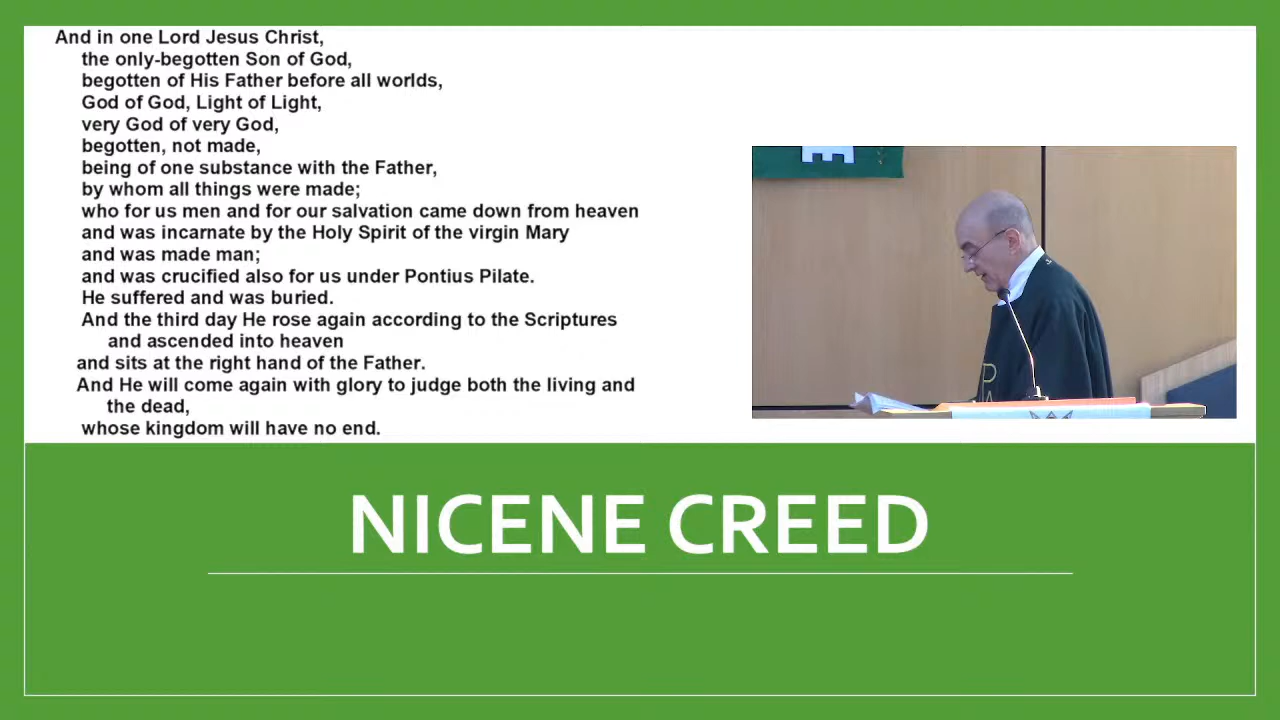 And in one Lord Jesus Christ,
the only-begotten Son of God,
begotten of His Father before all worlds,
God of God, Light of Light,
very God of very God,
begotten, not made,
being of one substance with the Father,
by whom all things were made;
who for us men and for our salvation came down from heaven
and was incarnate by the Holy Spirit of the virgin Mary
and was made man;
and was crucified also for us under Pontius Pilate.
He suffered and was buried.
And the third day He rose again according to the Scriptures
and ascended into heaven
and sits at the right hand of the Father.
And He will come again with glory to judge both the living and
the dead,
whose kingdom will have no end.
NICENE CREED